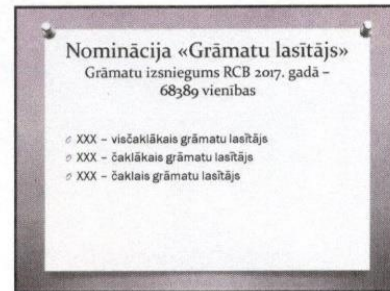 Nominācija «Grāmatu lasītājs»
Grāmatu izsniegums RCB 2017. gadā –
68389 vienības
XXX – visčaklākais grāmatu lasītājs
XXX – čaklākais grāmatu lasītājs
XXX – čaklais grāmatu lasītājs